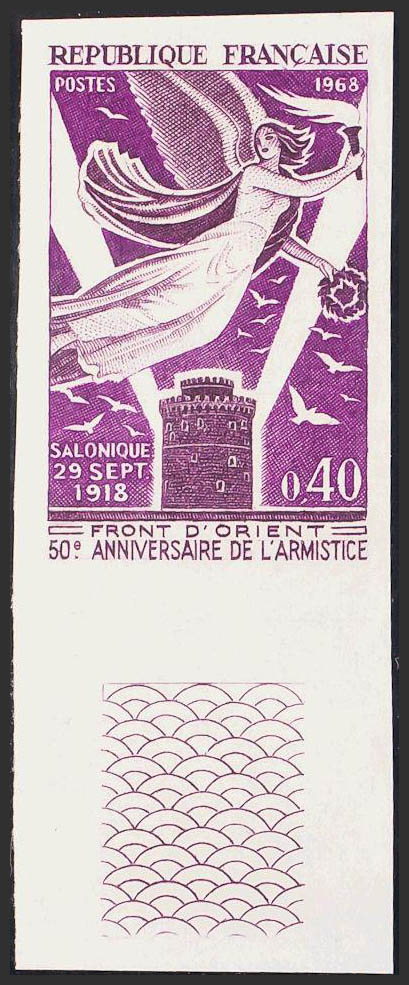 REPUBLIQUE FRANÇAISE
POSTES 1968
SALONIQUE
29 SEPT
1918
0,40
FRONT D'ORIENT
50e ANNIVERSAIRE DE L'ARMISTICE